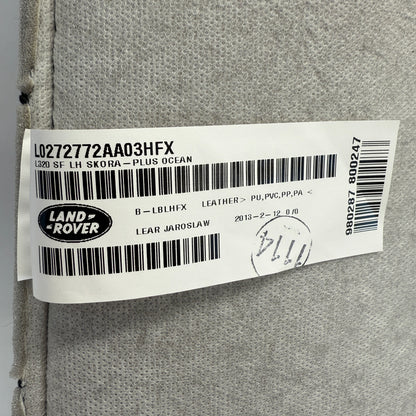 L0272772AA03HFX
L320 SF LH SKORA-PLUS OCEAN
B-LBLHFX LEATHER> PU,PVC,PP,PA <
LAND-
-ROVER
LEAR JAROSLAW 2013-2-12 0/0
1774
980287 800247